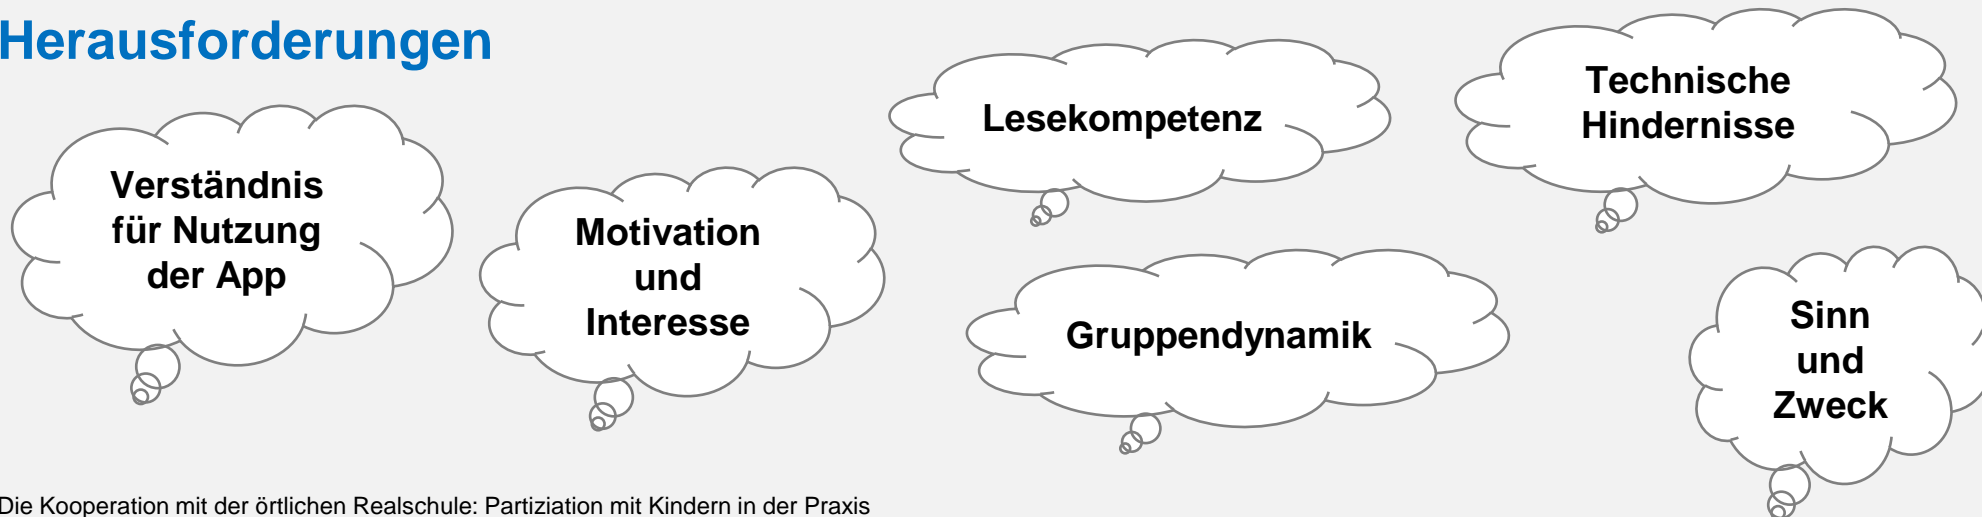 Herausforderungen
Verständnis
für Nutzung
der App
Motivation
und
Interesse
Lesekompetenz
Gruppendynamik
Technische
Hindernisse
Sinn
und
Zweck
Die Kooperation mit der örtlichen Realschule: Partiziation mit Kindern in der Praxis